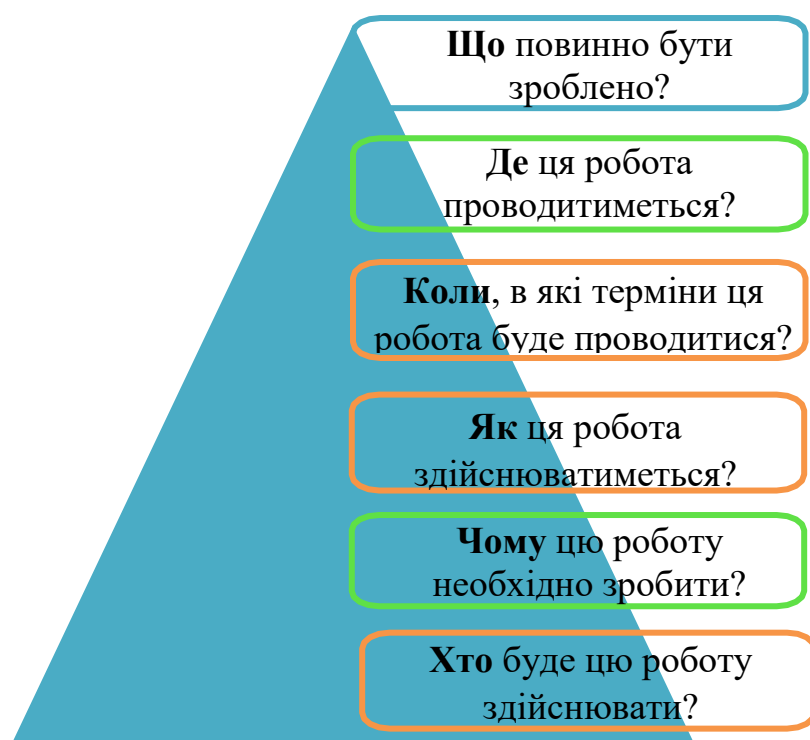 Що повинно бути
зроблено?
Де ця робота
проводитиметься?
Коли, в які терміни ця
робота буде проводитися?
Як ця робота
здійснюватиметься?
Чому цю роботу
необхідно зробити?
Хто буде цю роботу
здійснювати?